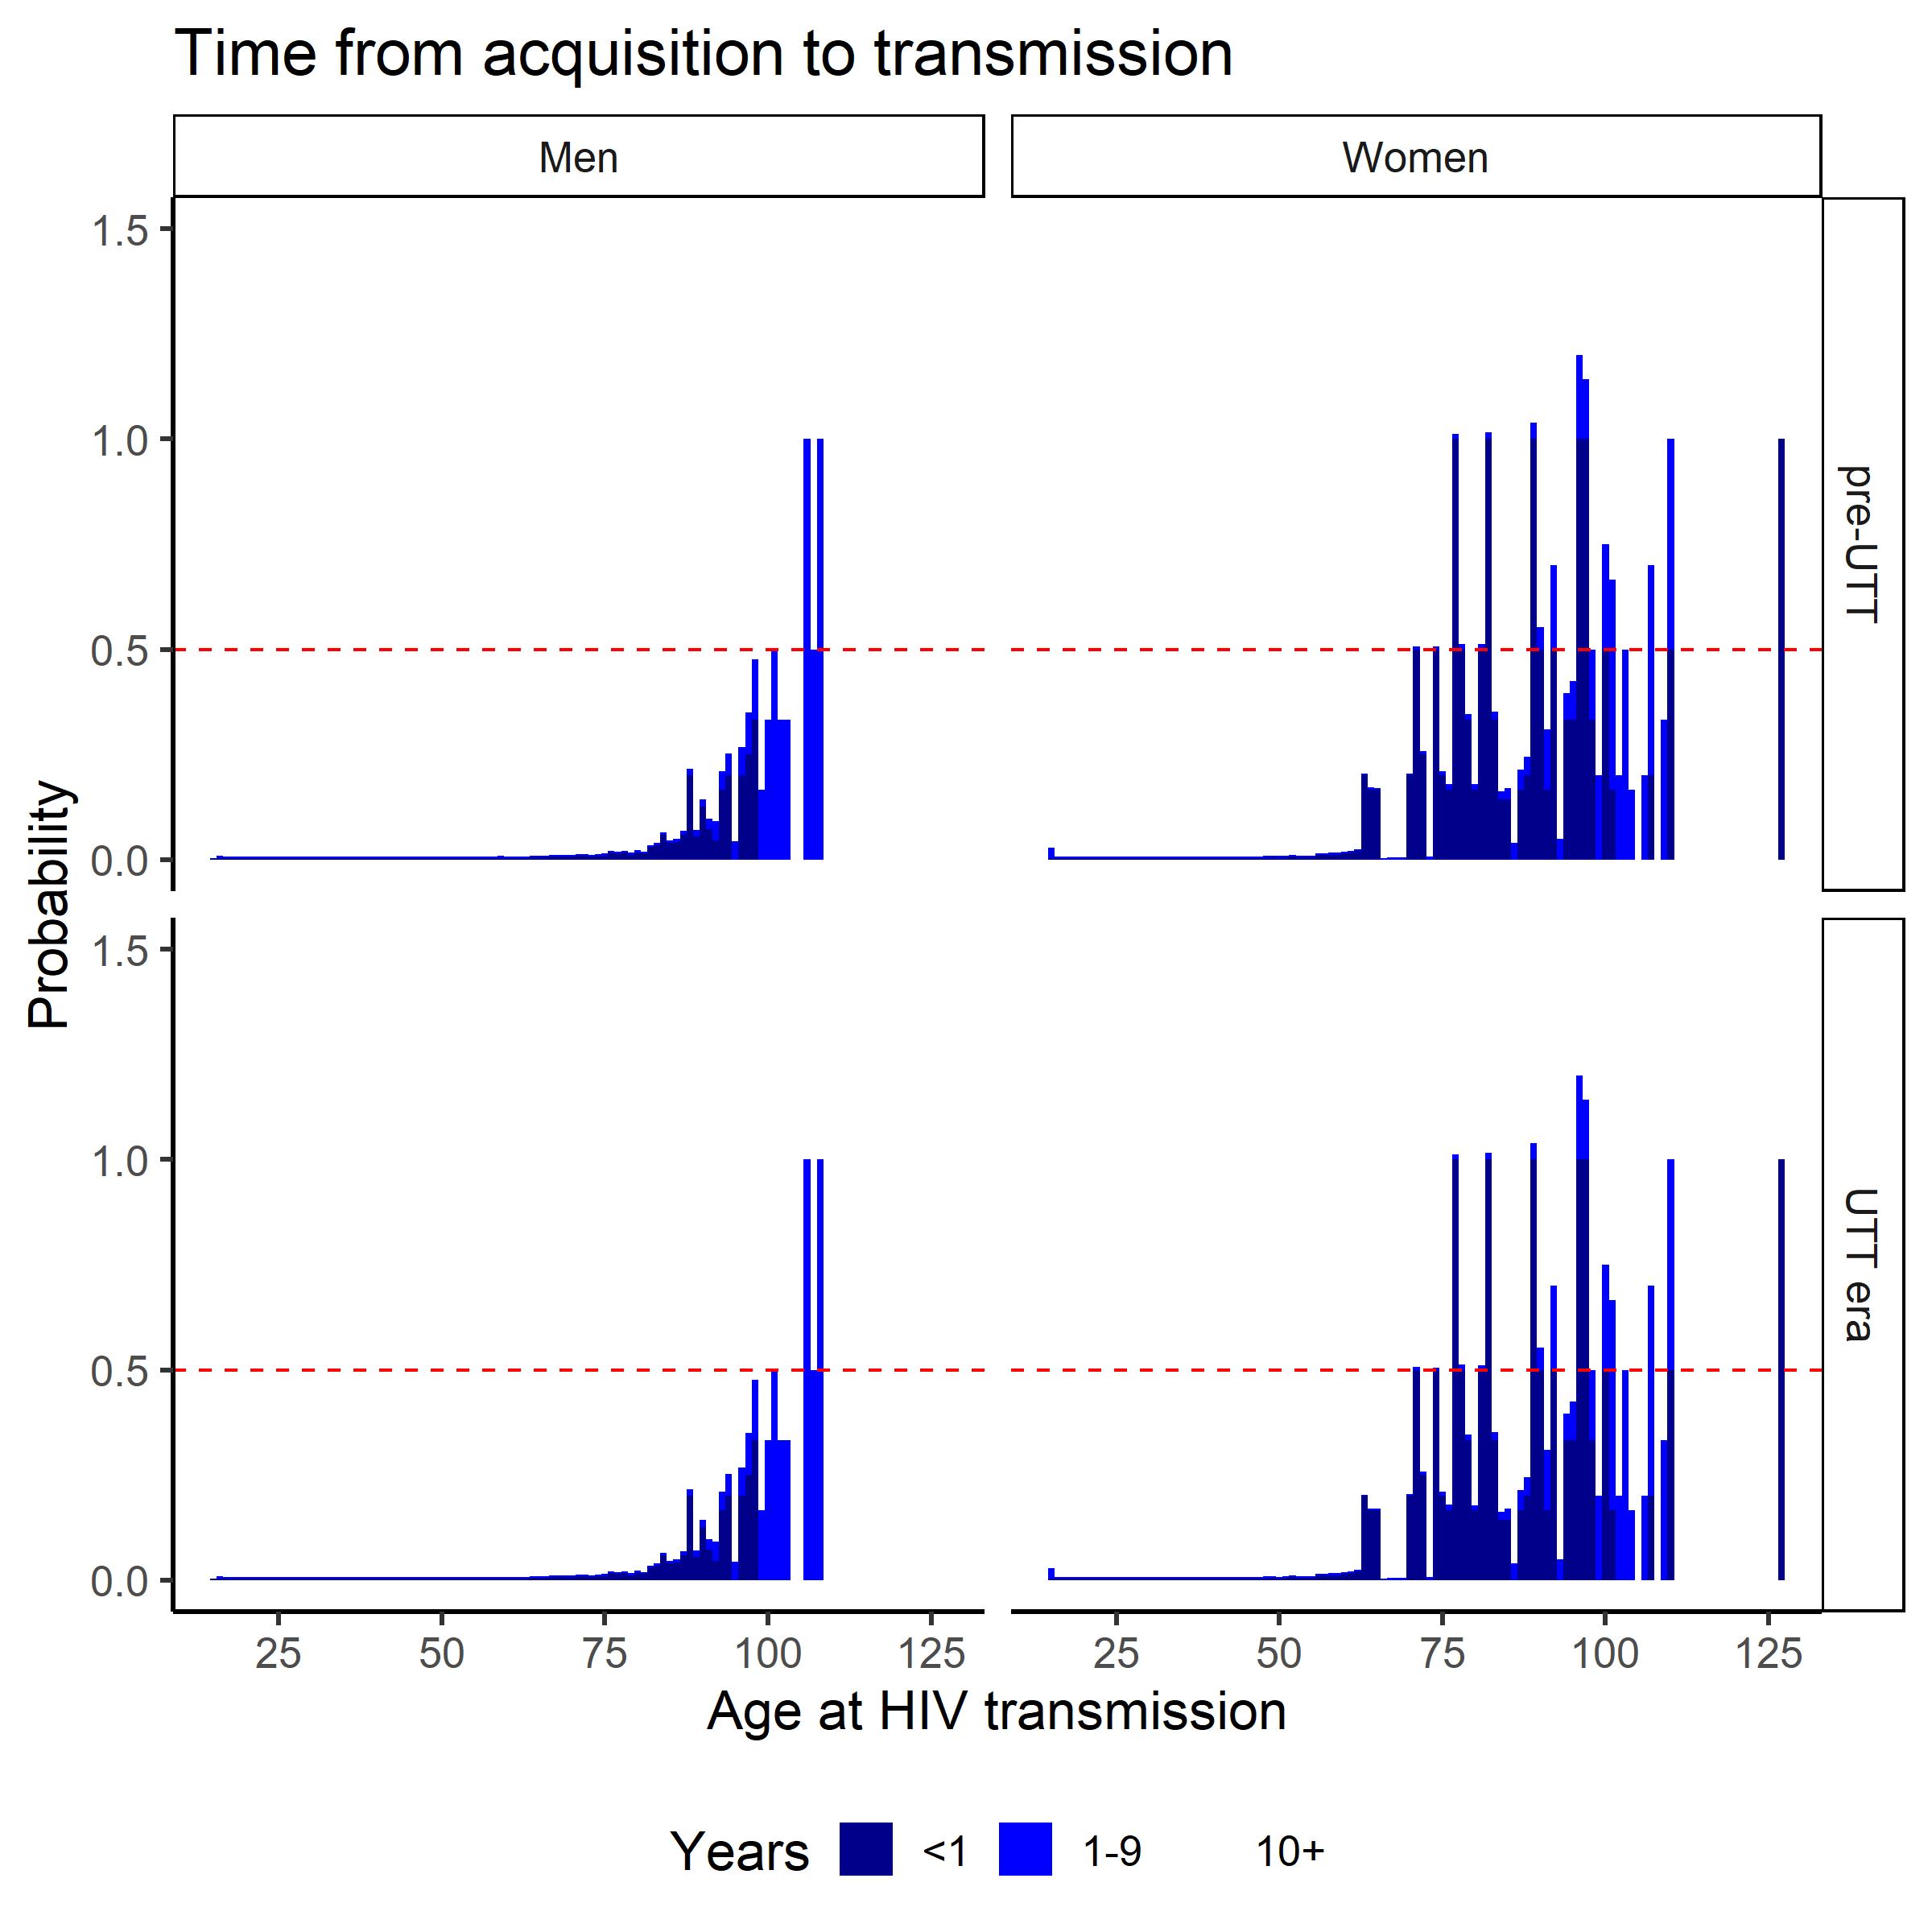 Time from acquisition to transmission
Men
Women
1.5
1.0
0.5
0.0
pre-UTT
Probability
1.5
1.0
0.5
0.0
UTT era
25 50 75 100 125
25 50 75 100 125
Age at HIV transmission
Years <1 1-9 10+